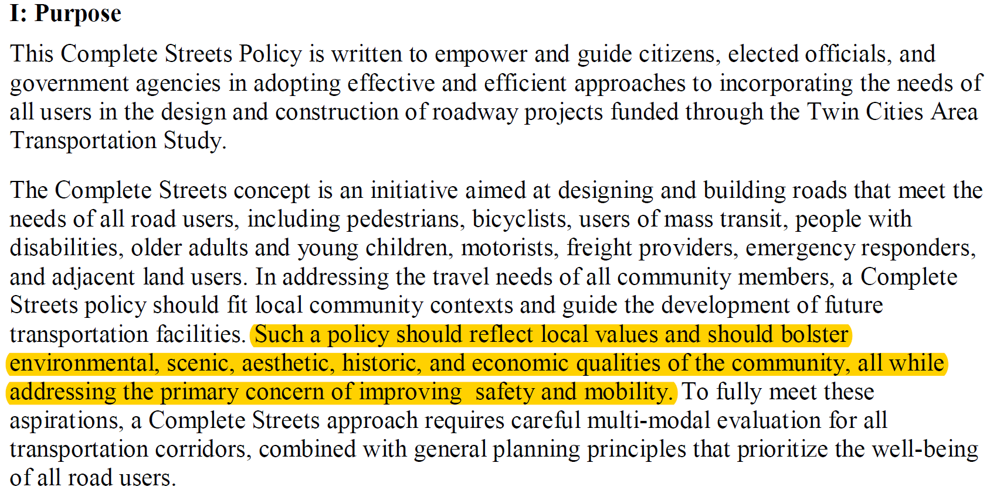 I: Purpose
This Complete Streets Policy is written to empower and guide citizens, elected officials, and
government agencies in adopting effective and efficient approaches to incorporating the needs of
all users in the design and construction of roadway projects funded through the Twin Cities Area
Transportation Study.
The Complete Streets concept is an initiative aimed at designing and building roads that meet the
needs of all road users, including pedestrians, bicyclists, users of mass transit, people with
disabilities, older adults and young children, motorists, freight providers, emergency responders,
and adjacent land users. In addressing the travel needs of all community members, a Complete
Streets policy should fit local community contexts and guide the development of future
transportation facilities. Such a policy should reflect local values and should bolster
environmental, scenic, aesthetic, historic, and economic qualities of the community, all while
addressing the primary concern of improving  safety and mobility. To fully meet these
aspirations, a Complete Streets approach requires careful multi-modal evaluation for all
transportation corridors, combined with general planning principles that prioritize the well-being
of all road users.